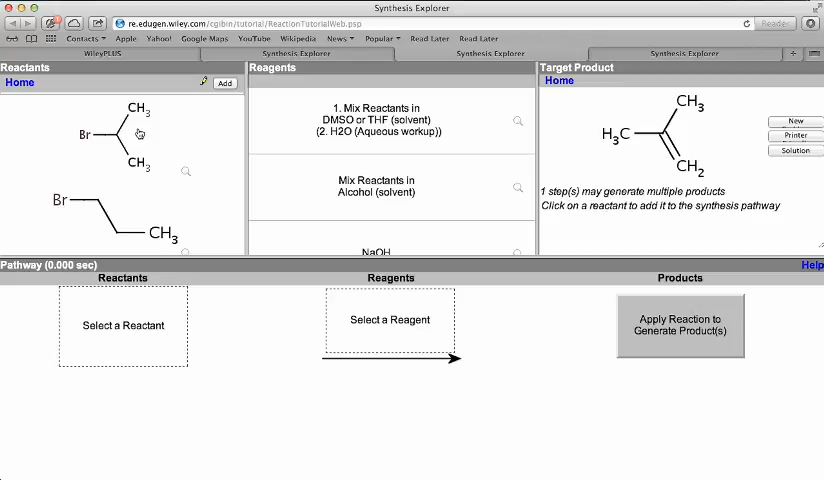 Synthesis Explorer
re.edugen.wiley.com/cgibin/tutorial/ReactionTutorialWeb.psp
Reader
Contacts
Apple
Yahoo!
Google Maps
YouTube
Wikipedia
News
Popular
Read Later
Read Later
WileyPLUS
Synthesis Explorer
Synthesis Explorer
Synthesis Explorer
Reactants
Home
Add
CH3
Br
CH3
Br
CH3
Reagents
1. Mix Reactants in
DMSO or THF (solvent)
(2. H2O (Aqueous workup))
Mix Reactants in
Alcohol (solvent)
NaOH
Target Product
Home
CH3
H3C
CH2
New
Printer
Solution
1 step(s) may generate multiple products
Click on a reactant to add it to the synthesis pathway
Pathway (0.000 sec)
Help
Reactants
Reagents
Products
Select a Reactant
Select a Reagent
Apply Reaction to
Generate Product(s)